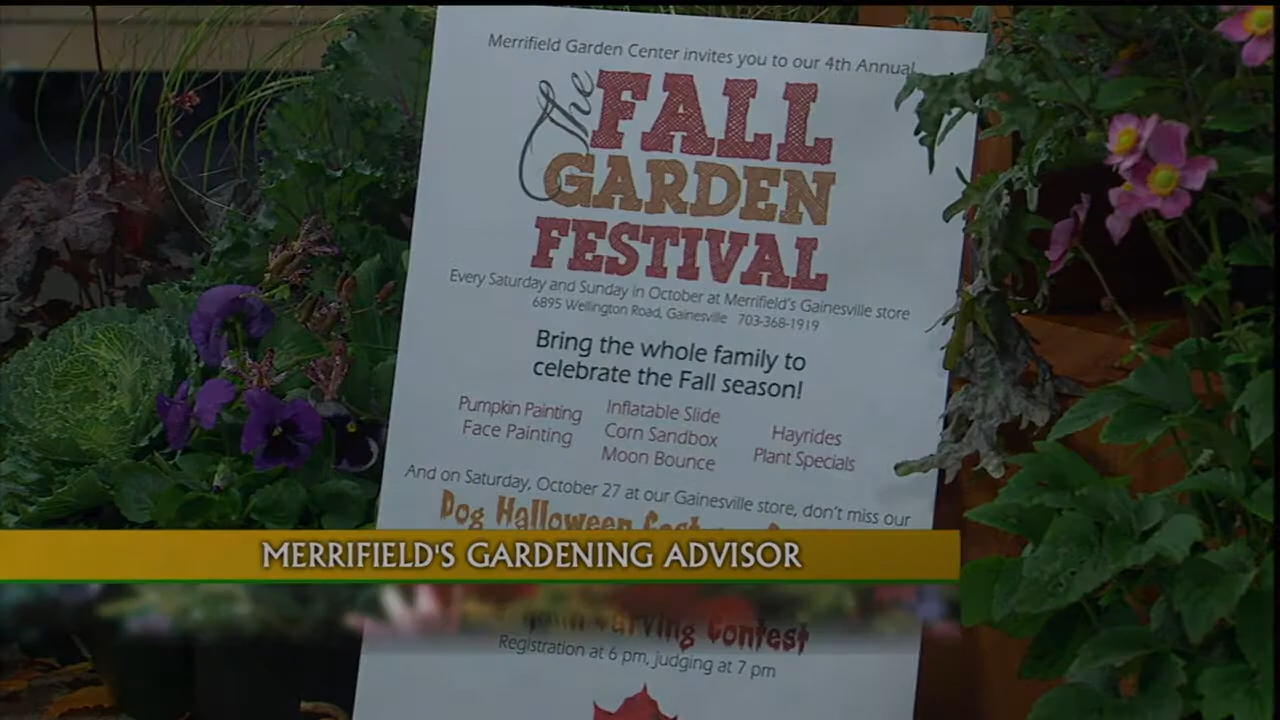 Merrifield Garden Center invites you to our 4th Annual
The FALL
GARDEN
FESTIVAL
Every Saturday and Sunday in October at Merrifield's Gainesville store
6895 Wellington Road, Gainesville 703-368-1919
Bring the whole family to
celebrate the Fall season!
Pumpkin Painting Inflatable Slide Hayrides
Face Painting Corn Sandbox Plant Specials
Moon Bounce
And on Saturday, October 27 at our Gainesville store, don't miss our
Dog Halloween
MERRIFIELD'S GARDENING ADVISOR
Carving Contest
Registration at 6 pm, judging at 7 pm